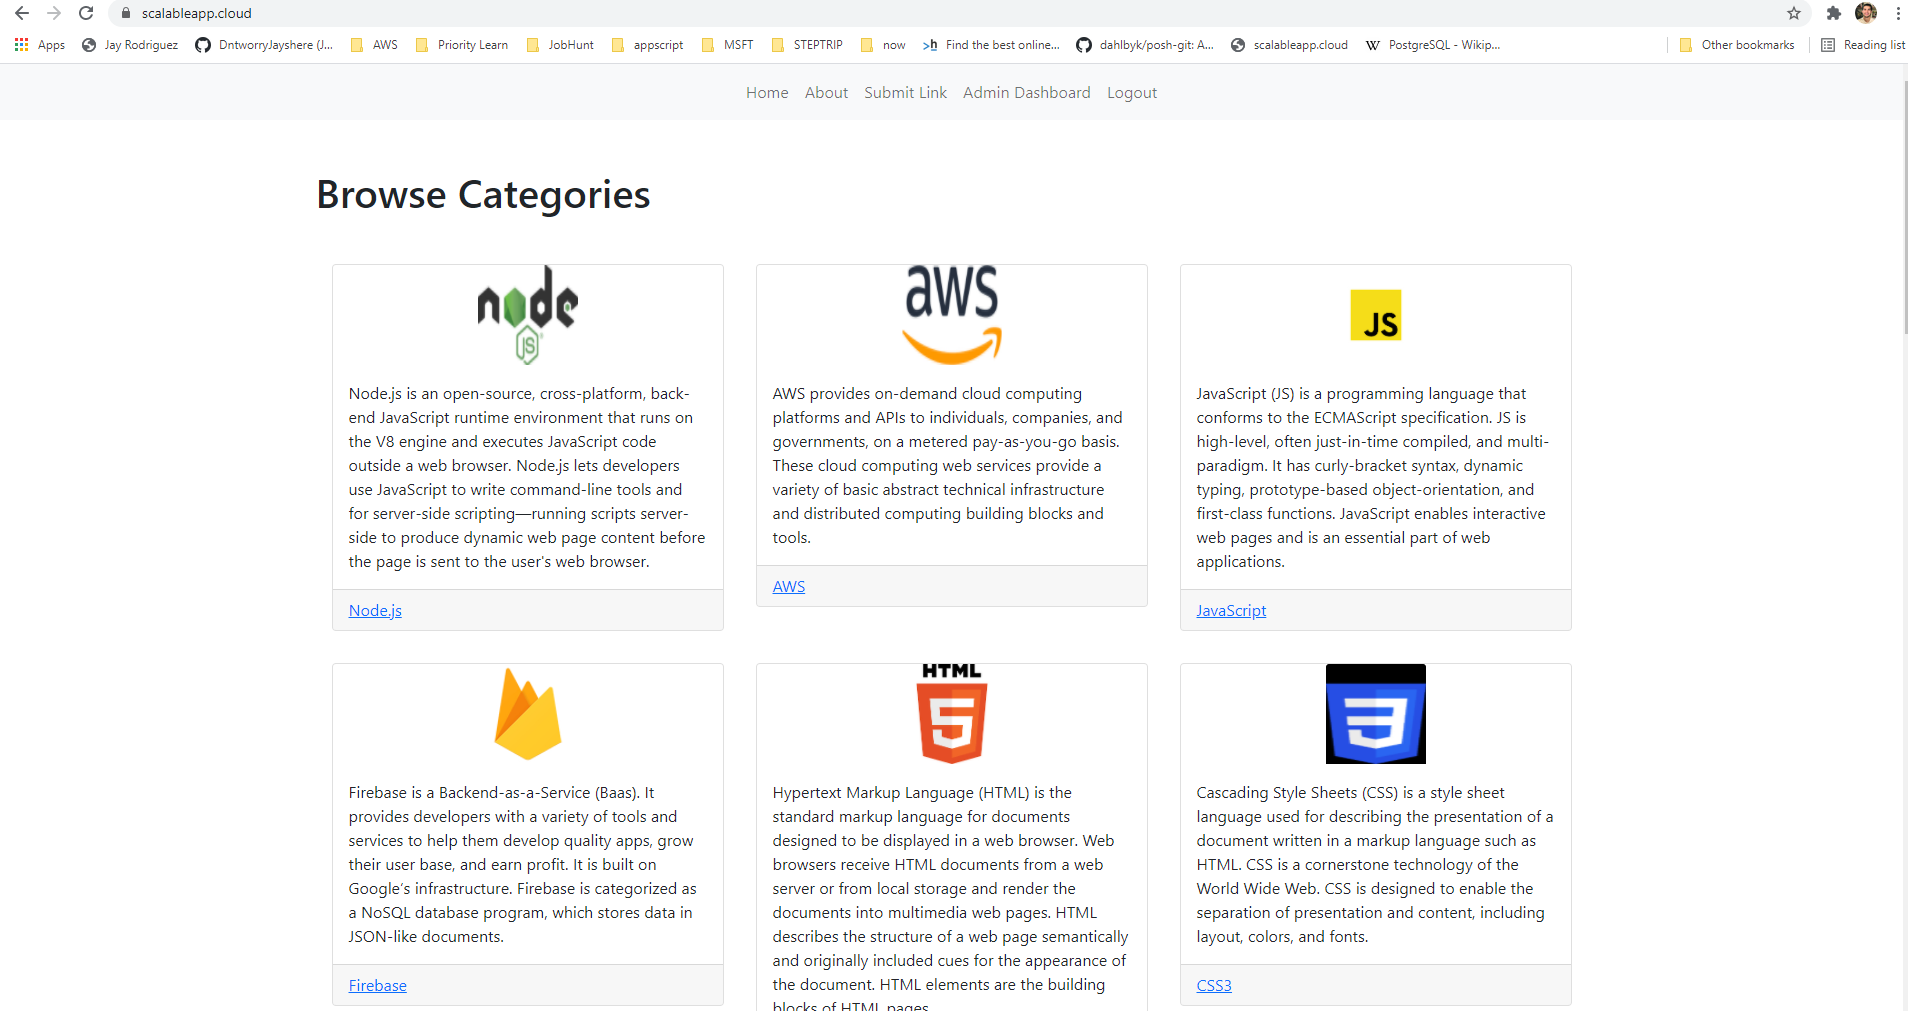 scalableapp.cloud
Apps Jay Rodriguez DntworryJayshere (J... AWS Priority Learn JobHunt appscript MSFT STEPTRIP now >h Find the best online... dahlbyk/posh-git: A... scalableapp.cloud W PostgreSQL - Wikip... Other bookmarks Reading list
Home About Submit Link Admin Dashboard Logout
Browse Categories
node
JS
Node.js is an open-source, cross-platform, back-
end JavaScript runtime environment that runs on
the V8 engine and executes JavaScript code
outside a web browser. Node.js lets developers
use JavaScript to write command-line tools and
for server-side scripting—running scripts server-
side to produce dynamic web page content before
the page is sent to the user's web browser.
Node.js
aws
AWS provides on-demand cloud computing
platforms and APIs to individuals, companies, and
governments, on a metered pay-as-you-go basis.
These cloud computing web services provide a
variety of basic abstract technical infrastructure
and distributed computing building blocks and
tools.
AWS
JS
JavaScript (JS) is a programming language that
conforms to the ECMAScript specification. JS is
high-level, often just-in-time compiled, and multi-
paradigm. It has curly-bracket syntax, dynamic
typing, prototype-based object-orientation, and
first-class functions. JavaScript enables interactive
web pages and is an essential part of web
applications.
JavaScript
Firebase is a Backend-as-a-Service (Baas). It
provides developers with a variety of tools and
services to help them develop quality apps, grow
their user base, and earn profit. It is built on
Google’s infrastructure. Firebase is categorized as
a NoSQL database program, which stores data in
JSON-like documents.
Firebase
HTML
5
Hypertext Markup Language (HTML) is the
standard markup language for documents
designed to be displayed in a web browser. Web
browsers receive HTML documents from a web
server or from local storage and render the
documents into multimedia web pages. HTML
describes the structure of a web page semantically
and originally included cues for the appearance of
the document. HTML elements are the building
blocks of HTML pages.
3
Cascading Style Sheets (CSS) is a style sheet
language used for describing the presentation of a
document written in a markup language such as
HTML. CSS is a cornerstone technology of the
World Wide Web. CSS is designed to enable the
separation of presentation and content, including
layout, colors, and fonts.
CSS3